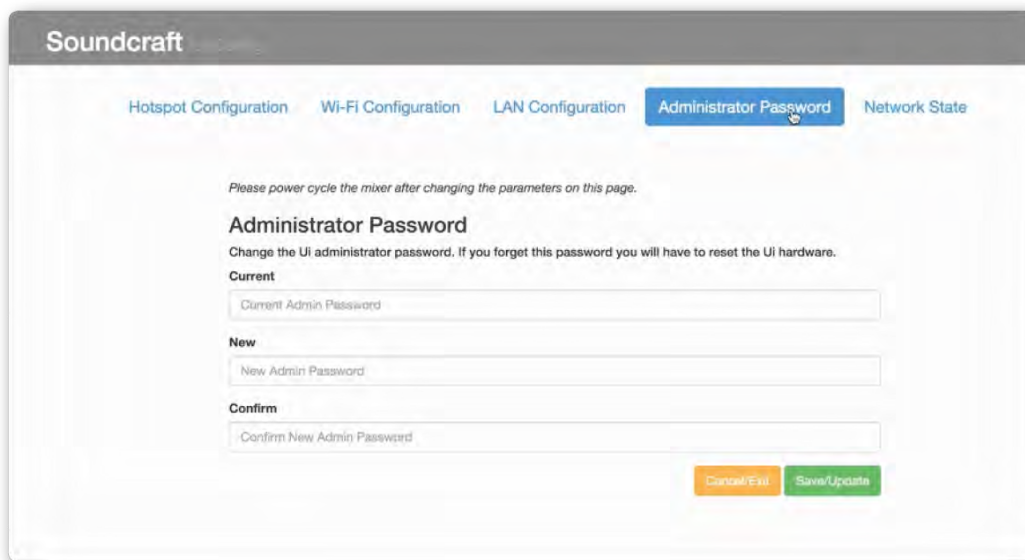 Soundcraft
Hotspot Configuration Wi-Fi Configuration LAN Configuration Administrator Password Network State
Please power cycle the mixer after changing the parameters on this page.
Administrator Password
Change the Ui administrator password. If you forget this password you will have to reset the Ui hardware.
Current
Current Admin Password
New
New Admin Password
Confirm
Confirm New Admin Password
Cancel/Exit Save/Update